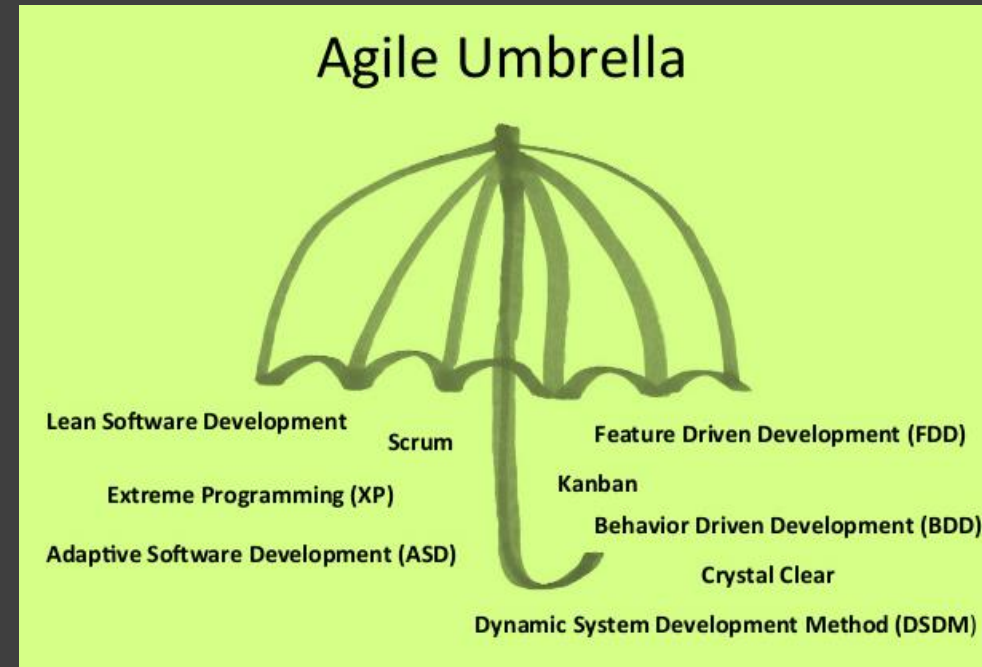 Agile Umbrella
Lean Software Development
Scrum
Feature Driven Development (FDD)
Extreme Programming (XP)
Kanban
Behavior Driven Development (BDD)
Adaptive Software Development (ASD)
Crystal Clear
Dynamic System Development Method (DSDM)